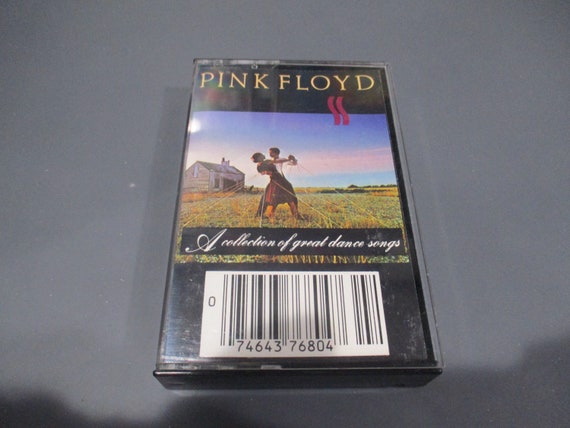 PINK FLOYD
A collection of great dance songs
0
74643 76804